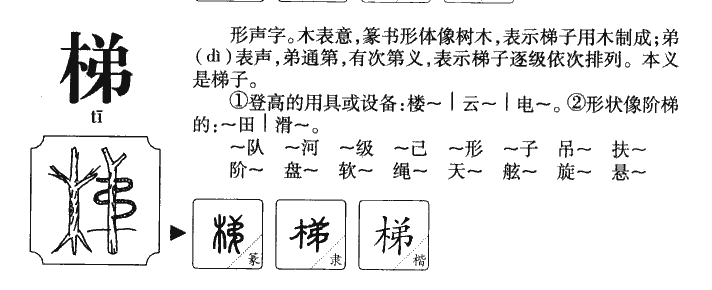 梯
tī
形声字。木表意,篆书形体像树木,表示梯子用木制成;弟
(dì)表声,弟通第,有次第义,表示梯子逐级依次排列。本义
是梯子。
①登高的用具或设备:楼～｜云～｜电～。②形状像阶梯
的:～田｜滑～。
～队 ～河 ～级 ～己 ～形 ～子 吊～ 扶～
阶～ 盘～ 软～ 绳～ 天～ 舷～ 旋～ 悬～
梯 篆 梯 隶 梯 楷